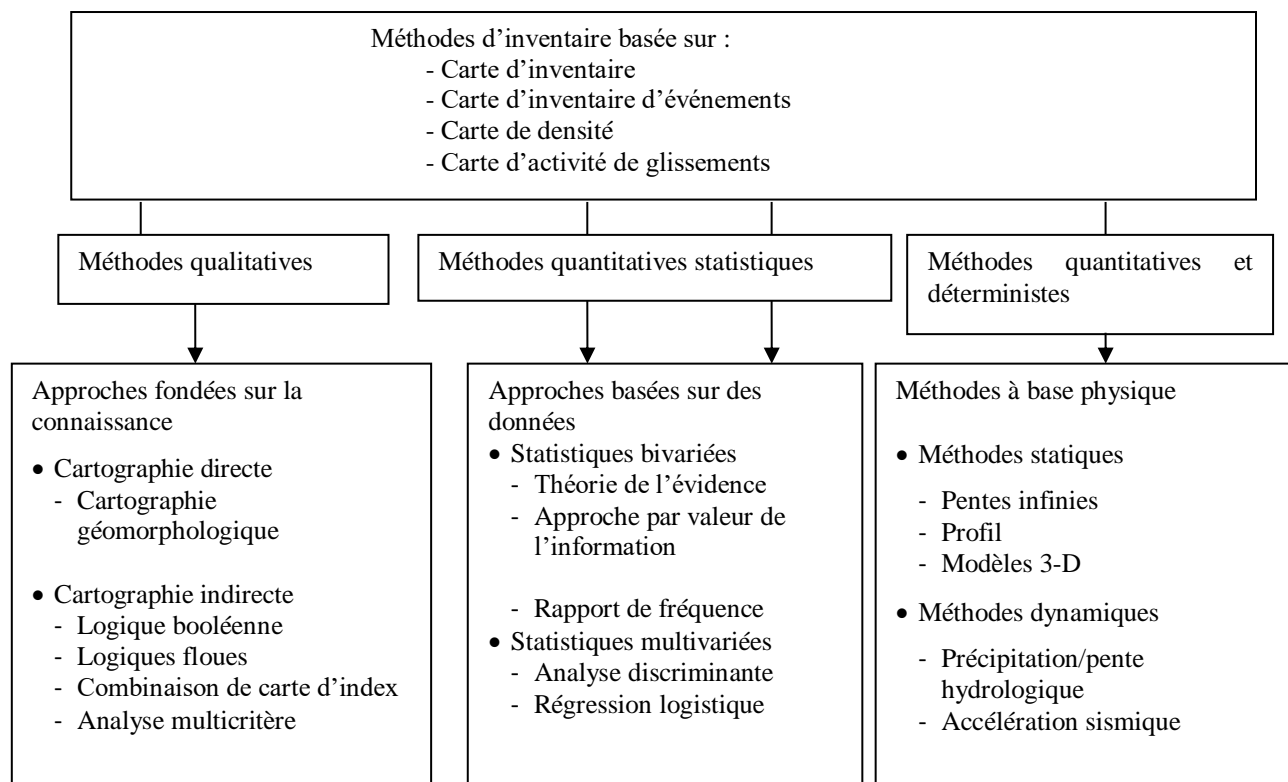 Méthodes d’inventaire basée sur :
- Carte d’inventaire
- Carte d’inventaire d’événements
- Carte de densité
- Carte d’activité de glissements
Méthodes qualitatives
Méthodes quantitatives statistiques
Méthodes quantitatives et
déterministes
Approches fondées sur la
connaissance
• Cartographie directe
- Cartographie
géomorphologique
• Cartographie indirecte
- Logique booléenne
- Logiques floues
- Combinaison de carte d’index
- Analyse multicritère
Approches basées sur des
données
• Statistiques bivariées
- Théorie de l’évidence
- Approche par valeur de
l’information
- Rapport de fréquence
• Statistiques multivariées
- Analyse discriminante
- Régression logistique
Méthodes à base physique
• Méthodes statiques
- Pentes infinies
- Profil
- Modèles 3-D
• Méthodes dynamiques
- Précipitation/pente
hydrologique
- Accélération sismique